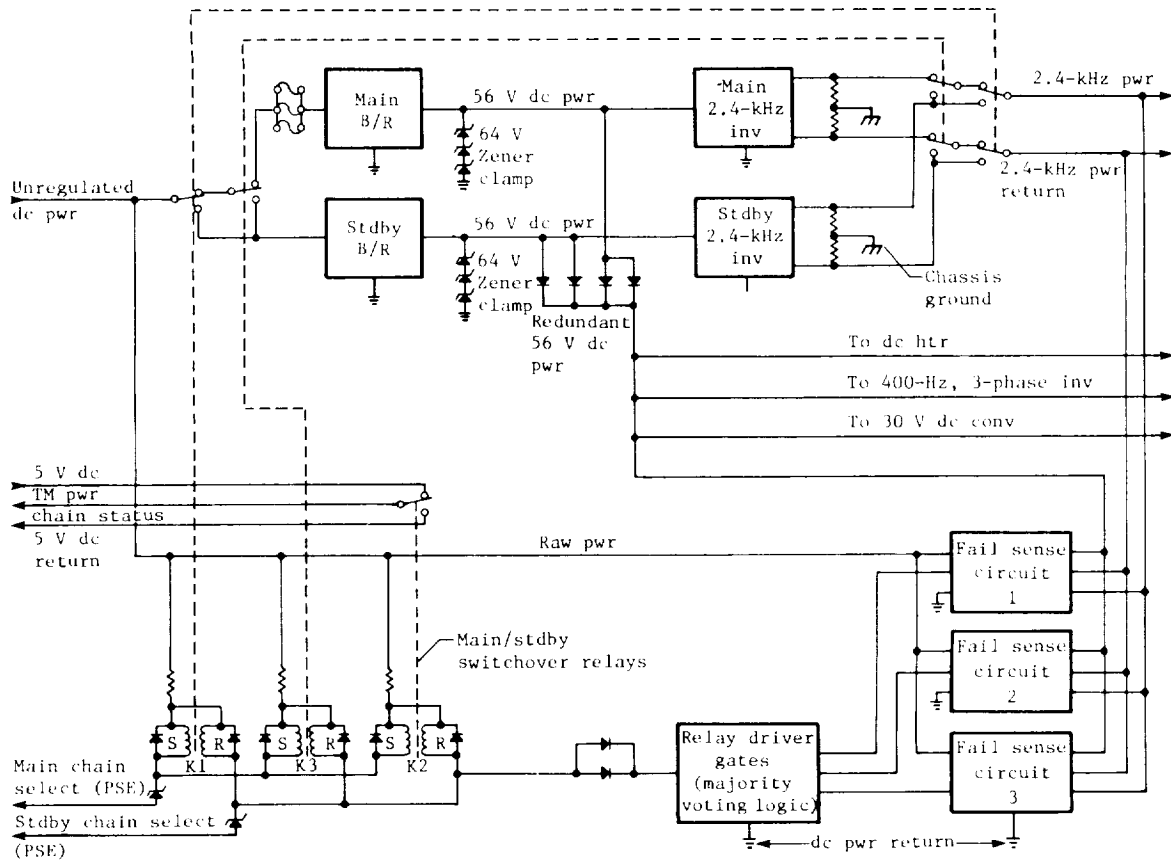 2.4-kHz pwr
Main
B/R
56 V dc pwr
Main
2.4-kHz
inv
64 V
Zener
clamp
2.4-kHz pwr
return
Unregulated
dc pwr
Stdby
B/R
56 V dc pwr
Stdby
2.4-kHz
inv
64 V
Zener
clamp
Chassis
ground
Redundant
56 V dc
pwr
To dc htr
To 400-Hz, 3-phase inv
To 30 V dc conv
5 V dc
TM pwr
chain status
5 V dc
return
Raw pwr
Fail sense
circuit
1
Main/stdby
switchover relays
Fail sense
circuit
2
S
R
S
R
S
R
K1
K3
K2
Relay driver
gates
(majority
voting logic)
Fail sense
circuit
3
Main chain
select (PSE)
Stdby chain select
(PSE)
dc pwr
return